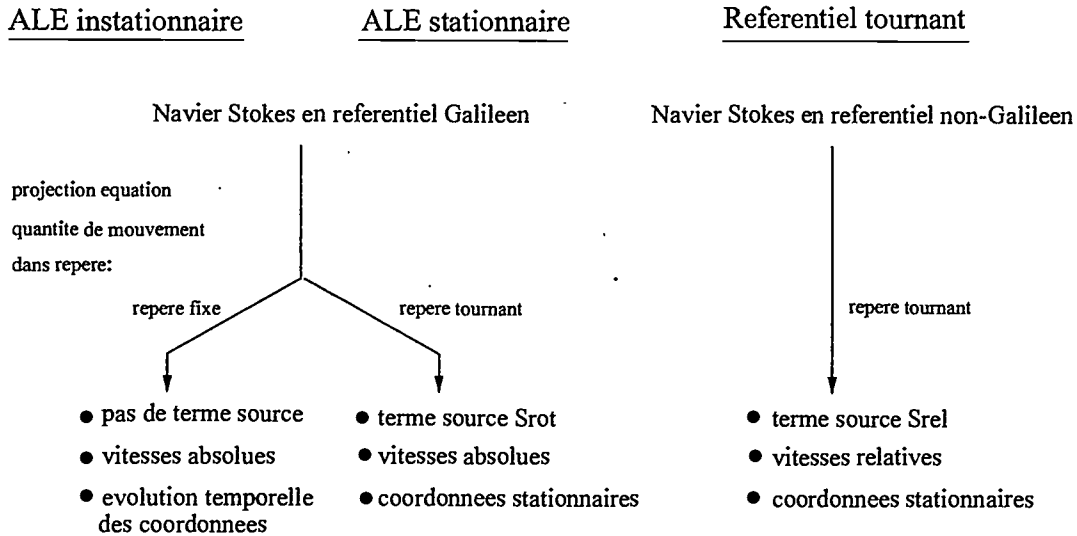 ALE instationnaire
ALE stationnaire
Referentiel tournant
Navier Stokes en referentiel Galileen
Navier Stokes en referentiel non-Galileen
projection equation
quantite de mouvement
dans repere:
repere fixe
repere tournant
repere tournant
● pas de terme source
● vitesses absolues
● evolution temporelle
des coordonnees
● terme source Srot
● vitesses absolues
● coordonnees stationnaires
● terme source Srel
● vitesses relatives
● coordonnees stationnaires